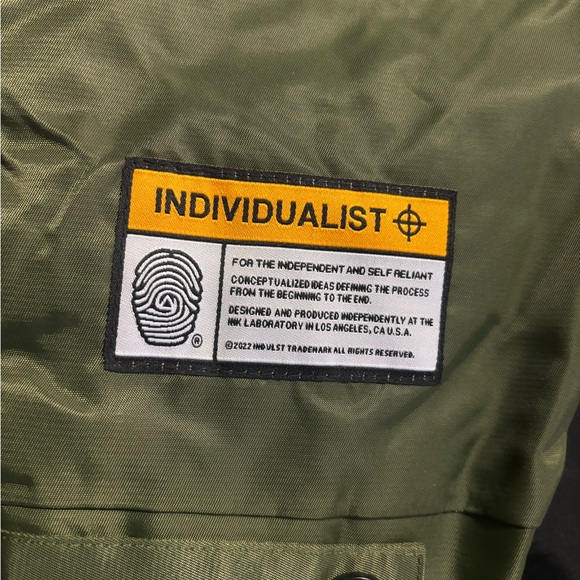 INDIVIDUALIST
FOR THE INDEPENDENT AND SELF RELIANT
CONCEPTUALIZED IDEAS DEFINING THE PROCESS
FROM THE BEGINNING TO THE END.
DESIGNED AND PRODUCED INDEPENDENTLY AT THE
INK LABORATORY IN LOS ANGELES, CA U.S.A.
®
©2022 INDVLST TRADEMARK ALL RIGHTS RESERVED.